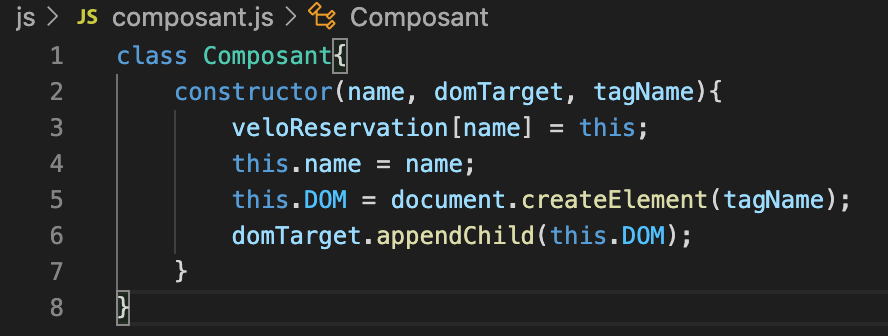 js > JS composant.js > Composant
1 class Composant{
2 constructor(name, domTarget, tagName){
3 veloReservation[name] = this;
4 this.name = name;
5 this.DOM = document.createElement(tagName);
6 domTarget.appendChild(this.DOM);
7 }
8 }